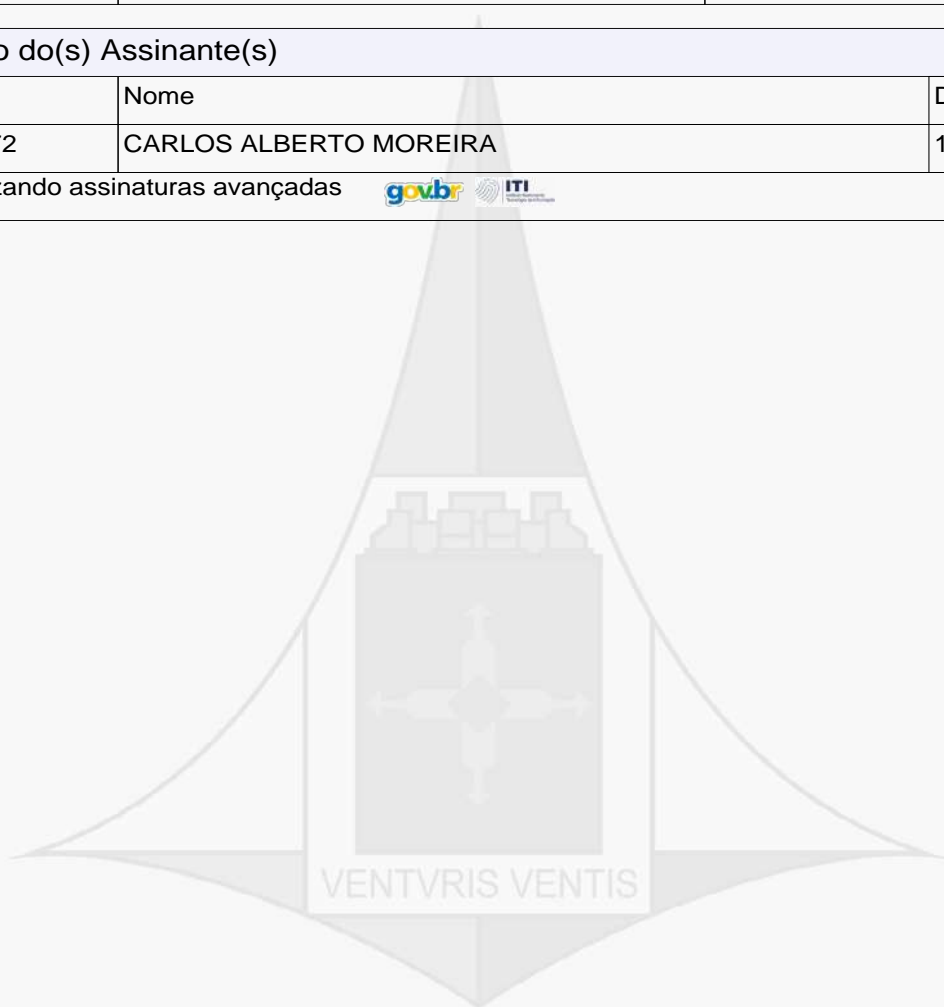 o do(s) Assinante(s)
Nome D
72 CARLOS ALBERTO MOREIRA 1
tando assinaturas avançadas gov.br ITI
VENTVRIS VENTIS